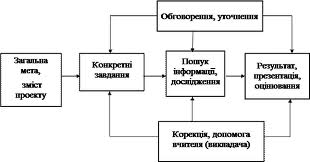 Обговорення, уточнення
Загальна
мета,
зміст
проекту
Конкретні
завдання
Пошук
інформації,
дослідження
Результат,
презентація,
оцінювання
Корекція, допомога
вчителя (викладача)